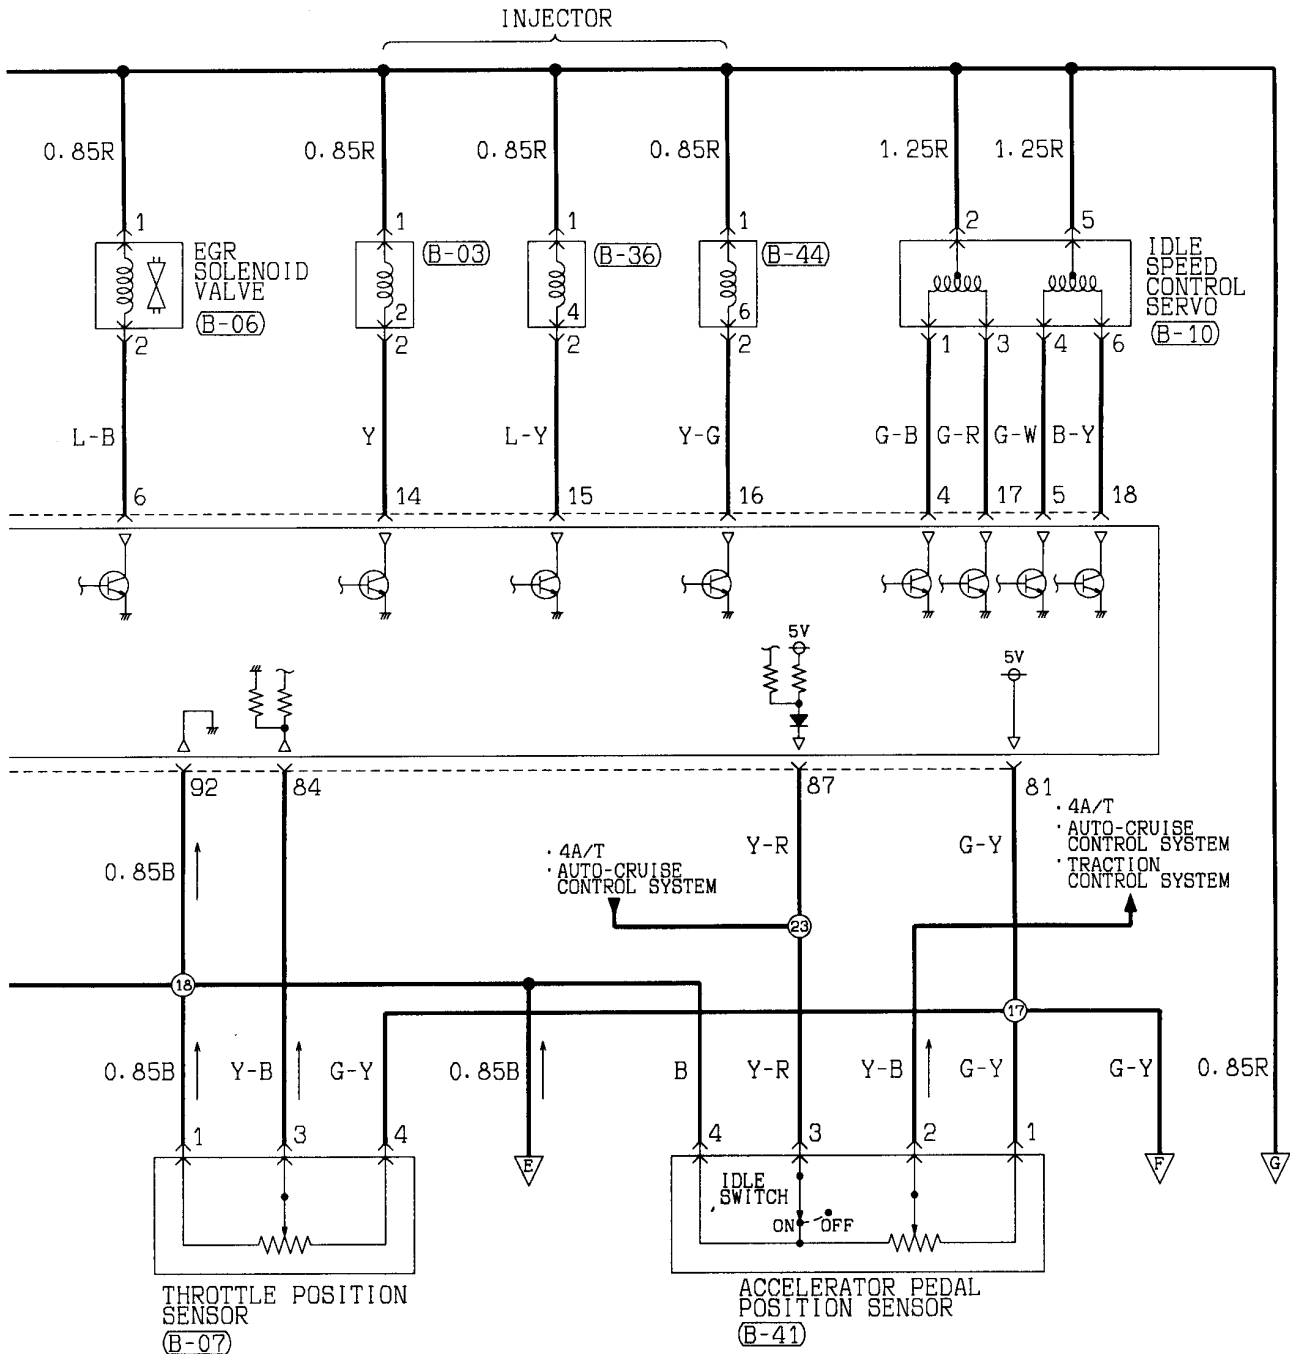 INJECTOR
0.85R 0.85R 0.85R 0.85R 1.25R 1.25R
1 1 1 1 2 5
EGR
SOLENOID
VALVE
(B-06)
(B-03)
(B-36)
(B-44)
IDLE
SPEED
CONTROL
SERVO
(B-10)
2 4 6
2 2 2 2 1 3 4 6
L-B Y L-Y Y-G G-B G-R G-W B-Y
6 14 15 16 4 17 5 18
5V
5V
92 84 87 81
0.85B
· 4A/T
· AUTO-CRUISE
CONTROL SYSTEM
Y-R
G-Y
· 4A/T
· AUTO-CRUISE
CONTROL SYSTEM
· TRACTION
CONTROL SYSTEM
23
18
17
0.85B Y-B G-Y 0.85B B Y-R Y-B G-Y G-Y 0.85R
1 3 4 4 3 2 1
E F G
IDLE
SWITCH
ON OFF
THROTTLE POSITION
SENSOR
(B-07)
ACCELERATOR PEDAL
POSITION SENSOR
(B-41)